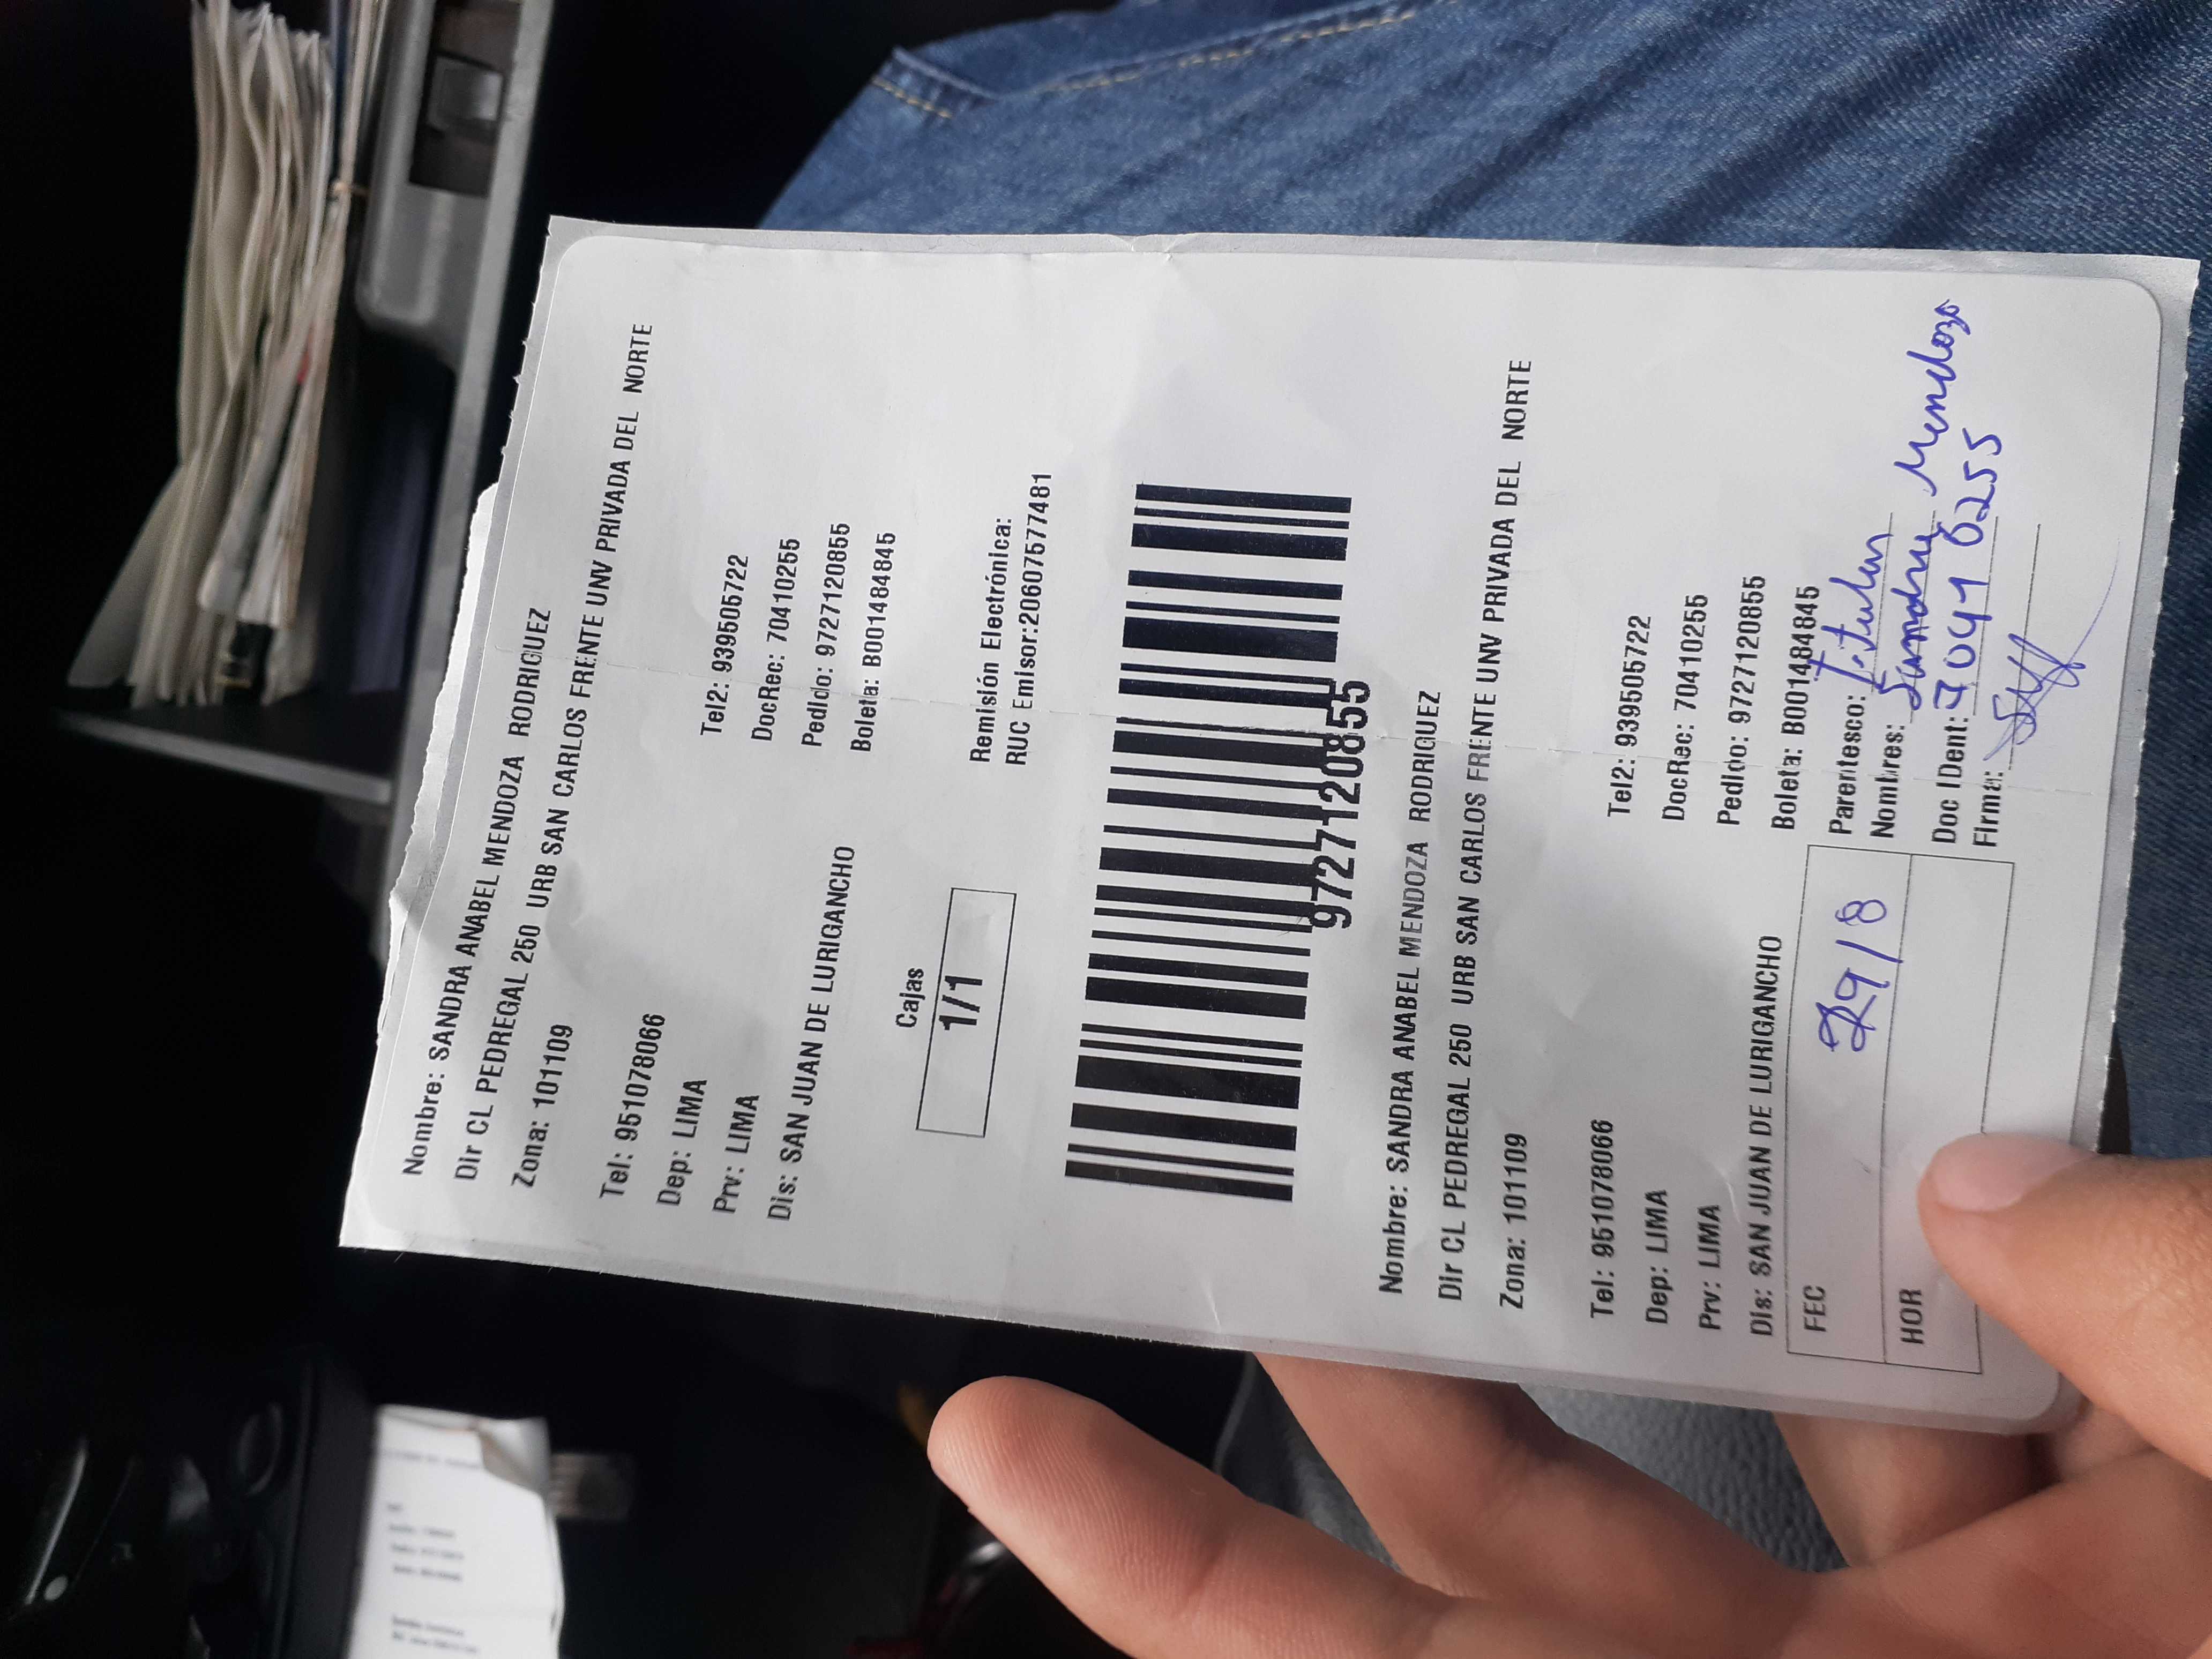 Nombre: SANDRA ANABEL MENDOZA RODRIGUEZ
Dir CL PEDREGAL 250 URB SAN CARLOS FRENTE UNV PRIVADA DEL NORTE
Zona: 101109
Tel: 951078066 Tel2: 939505722
Dep: LIMA DocRec: 70410255
Prv: LIMA Pedido: 9727120855
Dis: SAN JUAN DE LURIGANCHO Boleta: B001484845
Cajas
1/1
Remisión Electrónica:
RUC Emisor:20607577481
9727120855
Nombre: SANDRA ANABEL MENDOZA RODRIGUEZ
Dir CL PEDREGAL 250 URB SAN CARLOS FRENTE UNV PRIVADA DEL NORTE
Zona: 101109
Tel: 951078066 Tel2: 939505722
Dep: LIMA DocRec: 70410255
Prv: LIMA Pedido: 9727120855
Dis: SAN JUAN DE LURIGANCHO Boleta: B001484845
FEC 29/8 Parentesco: Titular
Nombres: Sandra Mendoza
HOR Doc IDent: 70410255
Firma: